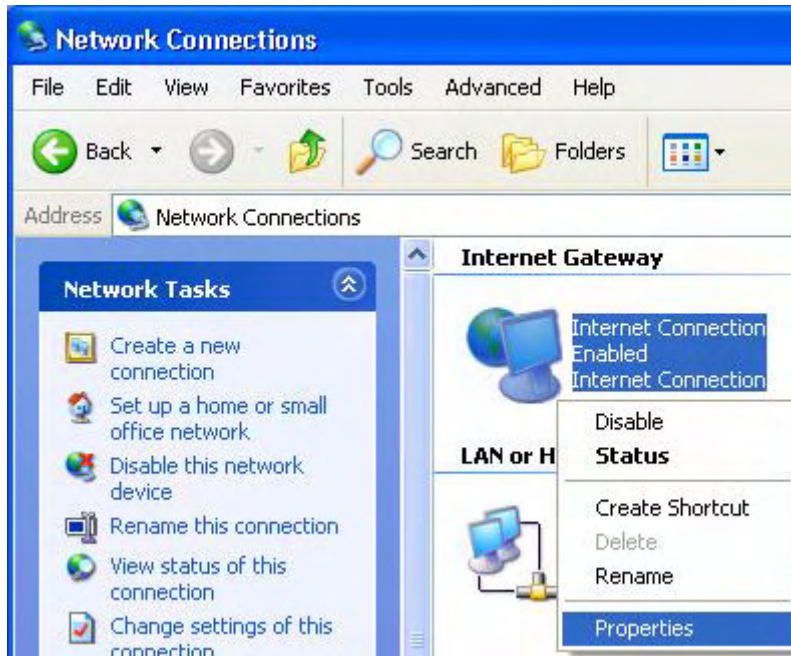 Network Connections
File Edit View Favorites Tools Advanced Help
Back Search Folders
Address Network Connections
Network Tasks
Create a new
connection
Set up a home or small
office network
Disable this network
device
Rename this connection
View status of this
connection
Change settings of this
connection
Internet Gateway
Internet Connection
Enabled
Internet Connection
LAN or H
Disable
Status
Create Shortcut
Delete
Rename
Properties